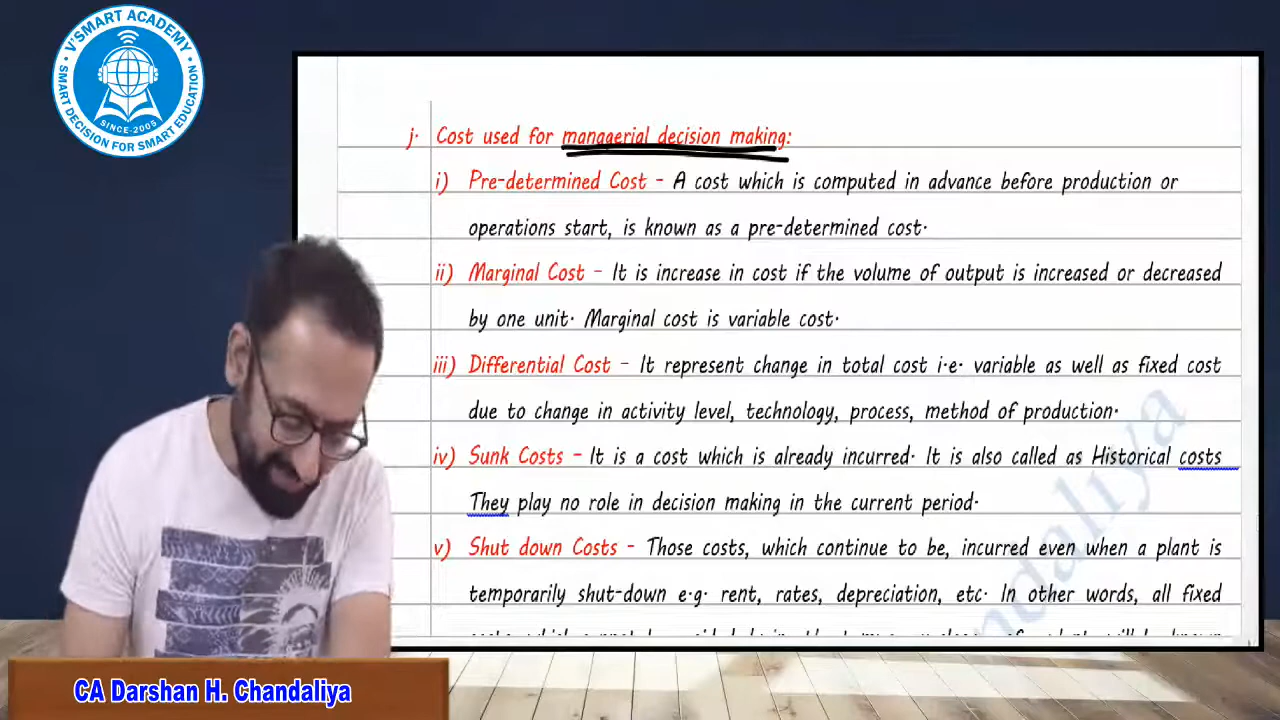 V'SMART ACADEMY
SINCE-2005
SMART DECISION FOR SMART EDUCATION
j. Cost used for managerial decision making:
i) Pre-determined Cost - A cost which is computed in advance before production or
operations start, is known as a pre-determined cost.
ii) Marginal Cost - It is increase in cost if the volume of output is increased or decreased
by one unit. Marginal cost is variable cost.
iii) Differential Cost - It represent change in total cost i.e. variable as well as fixed cost
due to change in activity level, technology, process, method of production.
iv) Sunk Costs - It is a cost which is already incurred. It is also called as Historical costs
They play no role in decision making in the current period.
v) Shut down Costs - Those costs, which continue to be, incurred even when a plant is
temporarily shut-down e.g. rent, rates, depreciation, etc. In other words, all fixed
CA Darshan H. Chandaliya